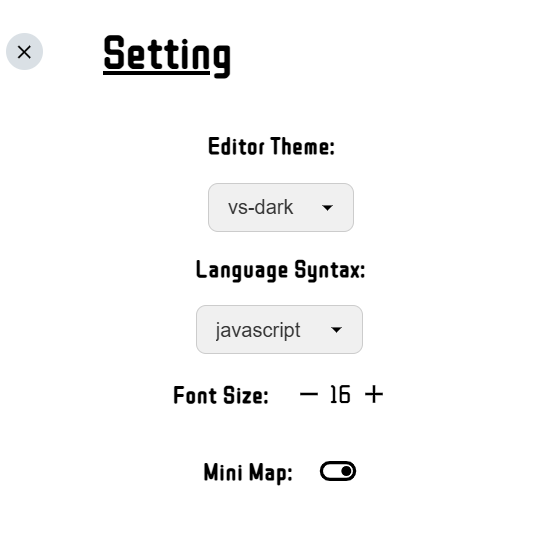 Setting
Editor Theme:
vs-dark
Language Syntax:
javascript
Font Size: 16
Mini Map: